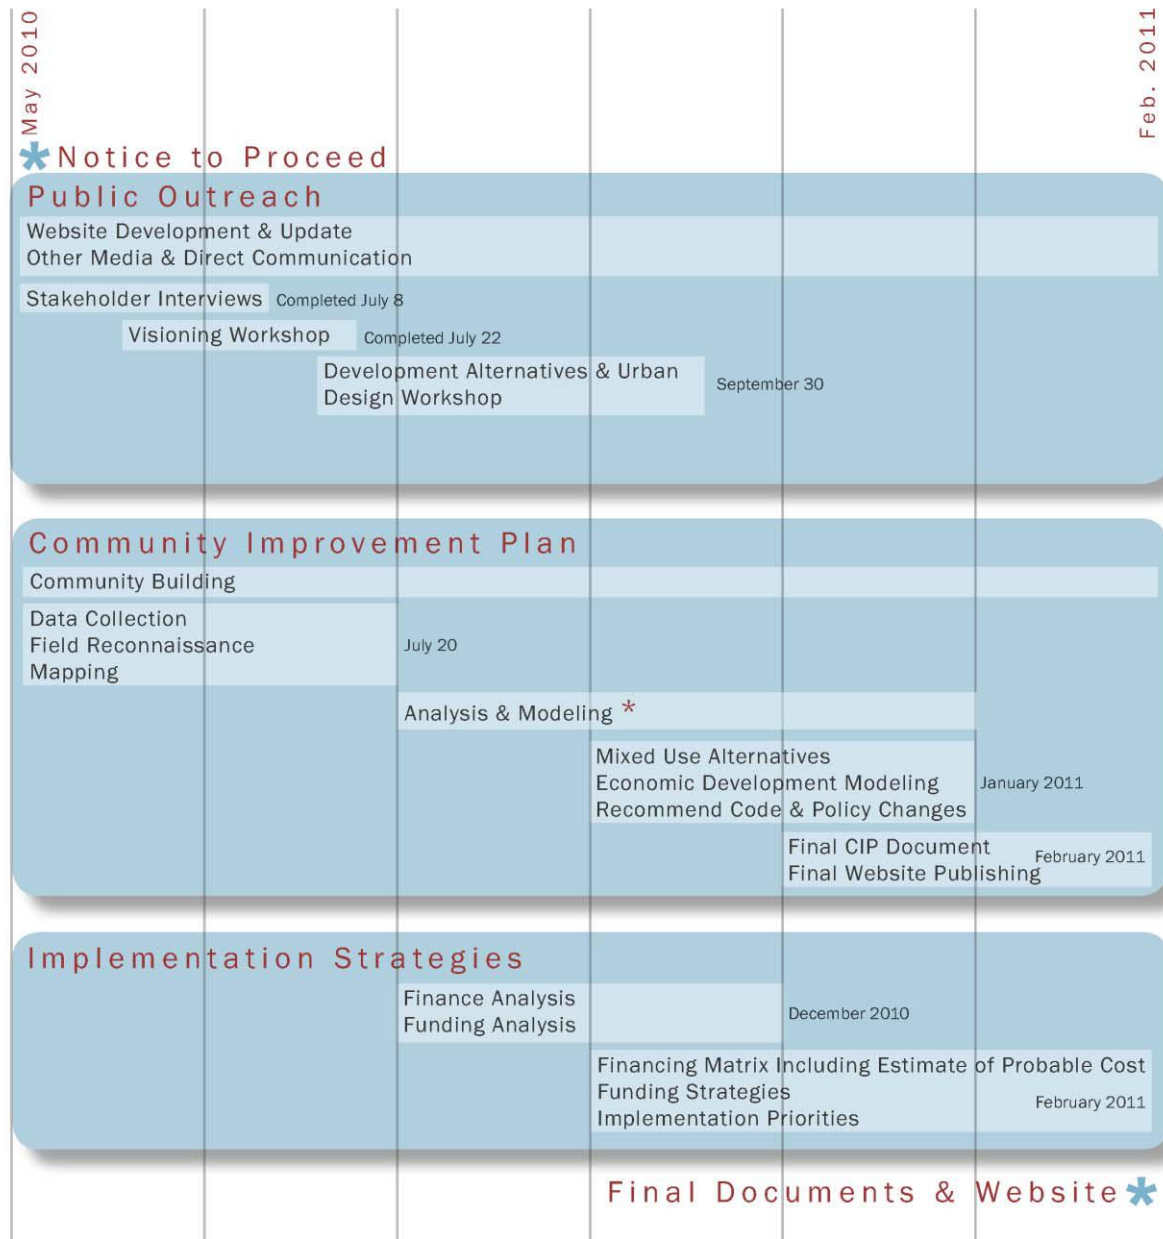 May 2010
Feb. 2011
* Notice to Proceed
Public Outreach
Website Development & Update
Other Media & Direct Communication
Stakeholder Interviews Completed July 8
Visioning Workshop Completed July 22
Development Alternatives & Urban
Design Workshop
September 30
Community Improvement Plan
Community Building
Data Collection
Field Reconnaissance
Mapping
July 20
Analysis & Modeling *
Mixed Use Alternatives
Economic Development Modeling
Recommend Code & Policy Changes
January 2011
Final CIP Document
Final Website Publishing
February 2011
Implementation Strategies
Finance Analysis
Funding Analysis
December 2010
Financing Matrix Including Estimate of Probable Cost
Funding Strategies
Implementation Priorities
February 2011
Final Documents & Website *